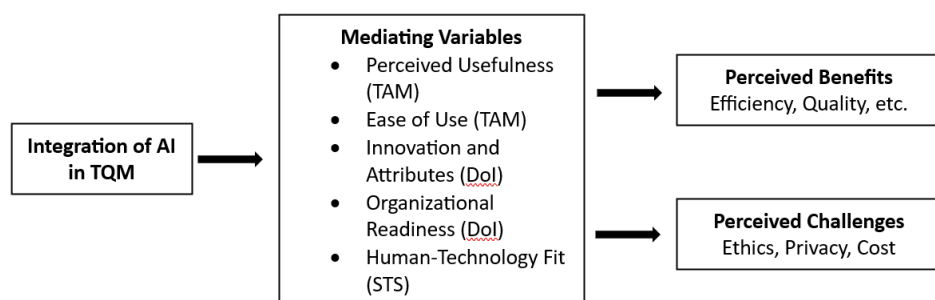 Integration of AI
in TQM
Mediating Variables
• Perceived Usefulness
(TAM)
• Ease of Use (TAM)
• Innovation and
Attributes (DoI)
• Organizational
Readiness (DoI)
• Human-Technology Fit
(STS)
Perceived Benefits
Efficiency, Quality, etc.
Perceived Challenges
Ethics, Privacy, Cost